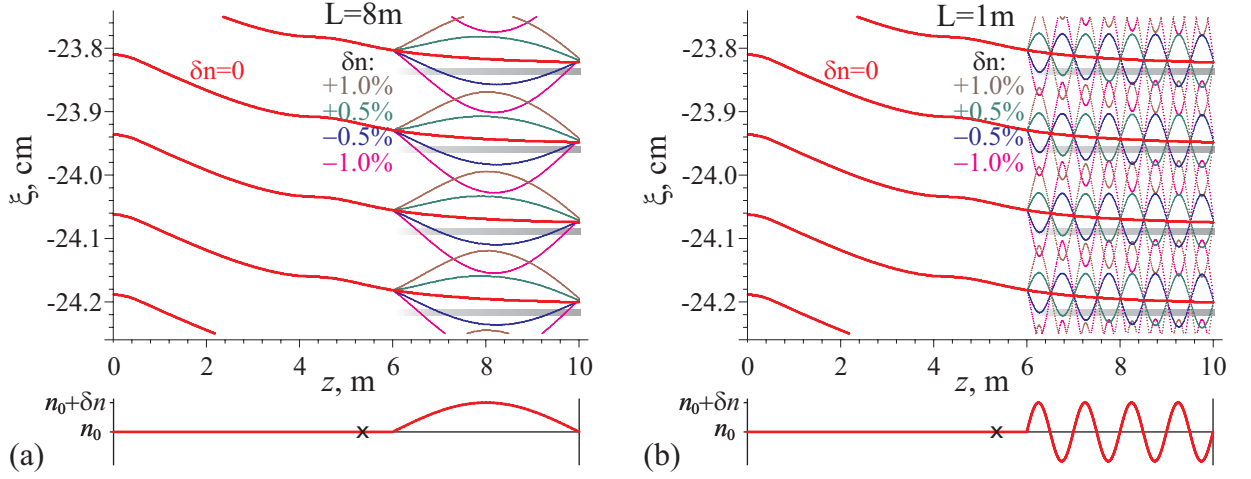 L=8m
-23.8
δn=0
δn:
+1.0%
-23.9
+0.5%
−0.5%
−1.0%
-24.0
-24.1
-24.2
ξ, cm
0 2 4 6 8 10
z, m
n₀+δn
n₀
(a)
L=1m
-23.8
δn=0
δn:
+1.0%
-23.9
+0.5%
−0.5%
−1.0%
-24.0
-24.1
-24.2
ξ, cm
0 2 4 6 8 10
z, m
n₀+δn
n₀
(b)